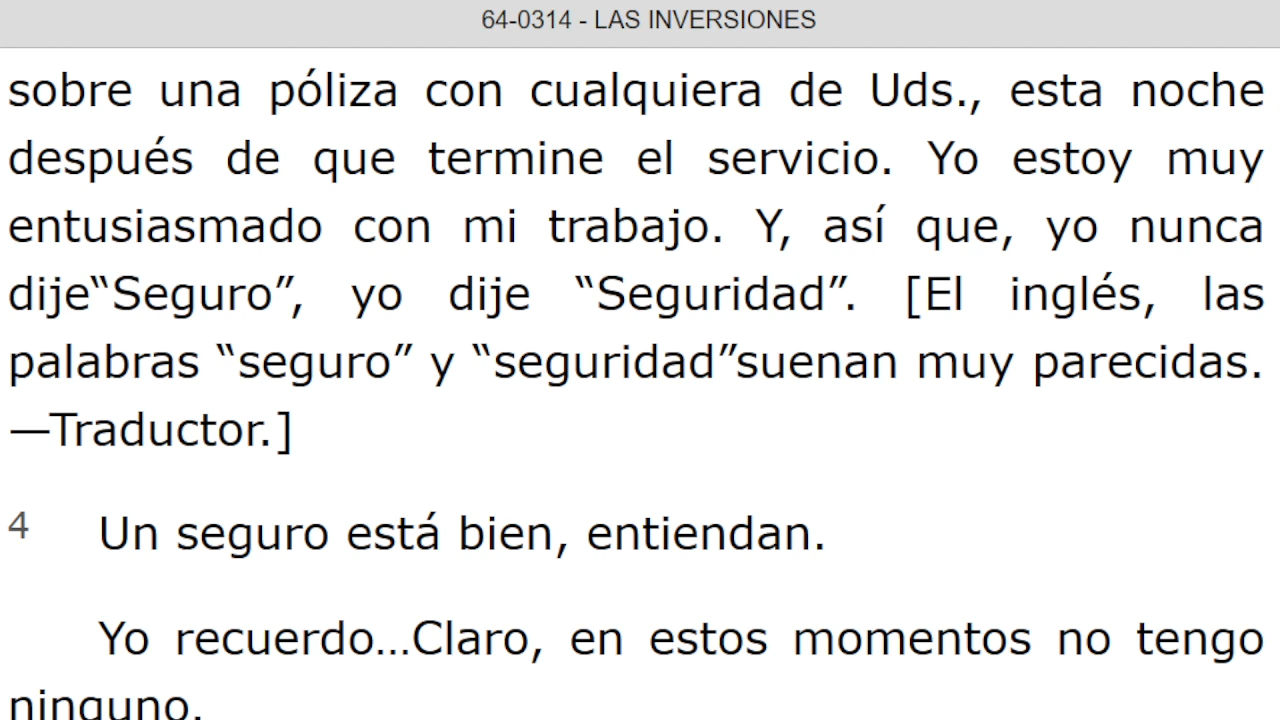 64-0314 - LAS INVERSIONES
sobre una póliza con cualquiera de Uds., esta noche
después de que termine el servicio. Yo estoy muy
entusiasmado con mi trabajo. Y, así que, yo nunca
dije“Seguro”, yo dije “Seguridad”. [El inglés, las
palabras “seguro” y “seguridad”suenan muy parecidas.
—Traductor.]
4 Un seguro está bien, entiendan.
Yo recuerdo...Claro, en estos momentos no tengo
ninguno.